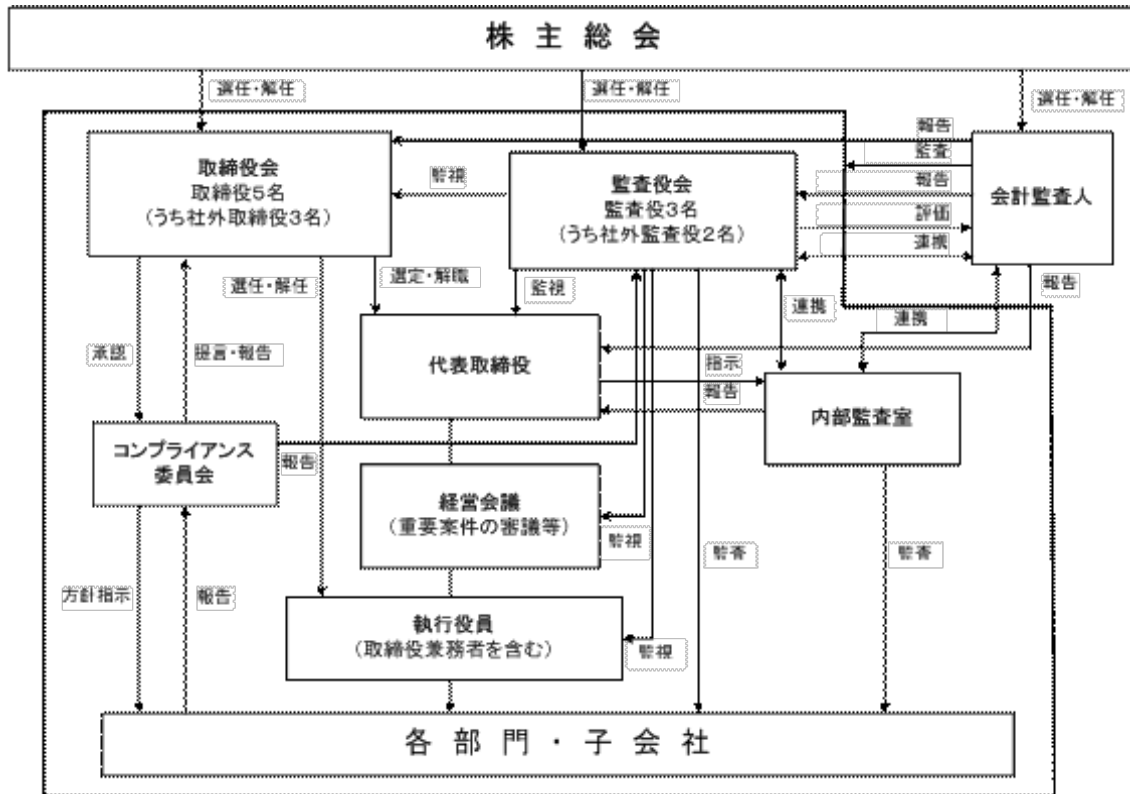 株主総会
選任・解任
選任・解任
選任・解任
取締役会
取締役5名
(うち社外取締役3名)
監視
監査役会
監査役3名
(うち社外監査役2名)
報告
監査
報告
評価
連携
会計監査人
選任・解任
選定・解職
監視
連携
連携
報告
承認
提言・報告
代表取締役
指示
報告
内部監査室
コンプライアンス
委員会
報告
経営会議
(重要案件の審議等)
監視
監査
監査
方針指示
報告
執行役員
(取締役兼務者を含む)
監視
各部門・子会社